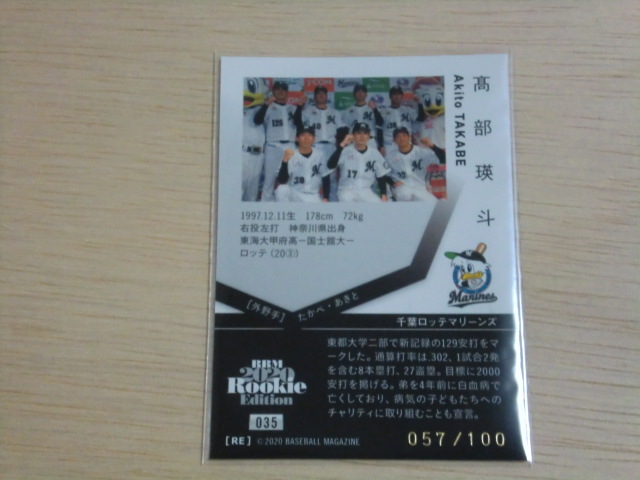 髙部瑛斗
Akito TAKABE
1997.12.11生 178cm 72kg
右投左打 神奈川県出身
東海大甲府高－国士舘大－
ロッテ（20③）
[外野手] たかべ・あきと
Marines
千葉ロッテマリーンズ
東都大学二部で新記録の129安打をマ
ークした。通算打率は.302、1試合2発
を含む8本塁打、27盗塁。目標に2000
安打を掲げる。弟を4年前に白血病で
亡くしており、病気の子どもたちへの
チャリティに取り組むことも宣言。
BBM
2020
Rookie
Edition
035
[RE] © 2020 BASEBALL MAGAZINE
057/100